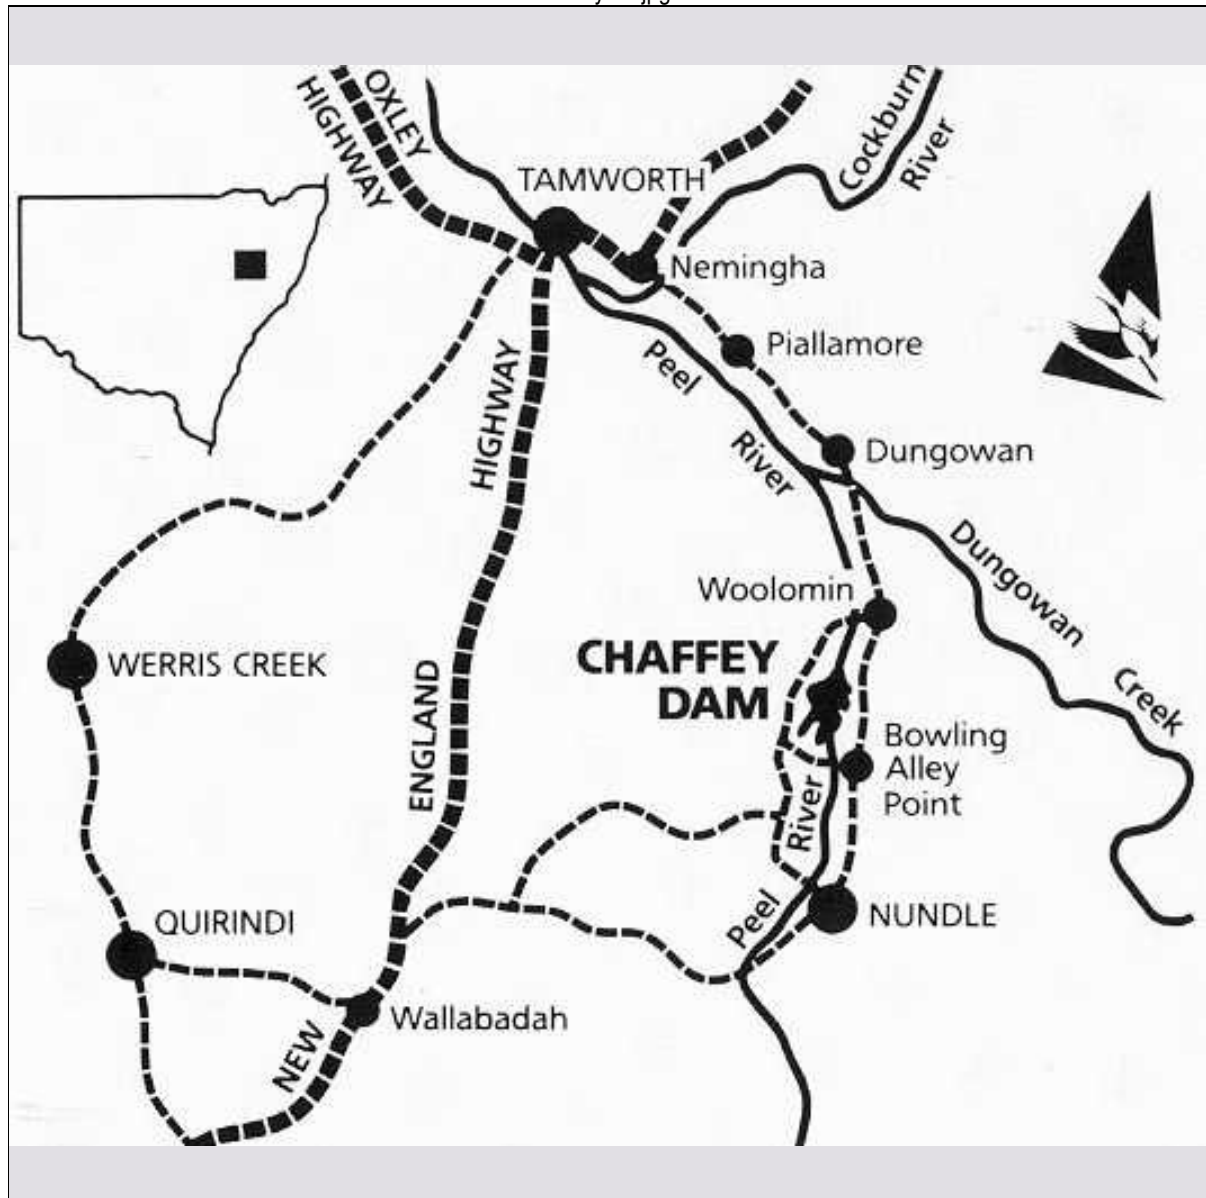 OXLEY
HIGHWAY
TAMWORTH
Cockburn
River
Nemingha
Piallamore
Peel
River
HIGHWAY
Dungowan
Dungowan
Creek
Woolomin
CHAFFEY
DAM
WERRIS CREEK
ENGLAND
Bowling
Alley
Point
River
Peel
NUNDLE
QUIRINDI
Wallabadah
NEW